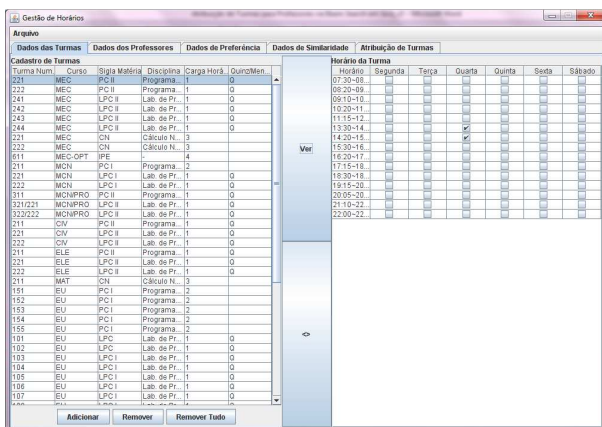 Gestão de Horários
Arquivo
Dados das Turmas Dados dos Professores Dados de Preferência Dados de Similaridade Atribuição de Turmas
Cadastro de Turmas
Turma Num. Curso Sigla Matéria Disciplina Carga Horá... Quinz/Men...
221 MEC PC II Programa... 1 Q
222 MEC PC II Programa... 1 Q
241 MEC LPC II Lab. de Pr... 1 Q
242 MEC LPC II Lab. de Pr... 1 Q
243 MEC LPC II Lab. de Pr... 1 Q
244 MEC LPC II Lab. de Pr... 1 Q
221 MEC CN Cálculo N... 3
222 MEC CN Cálculo N... 3
611 MEC-OPT IPE - 4
211 MCN PC I Programa... 2
221 MCN LPC I Lab. de Pr... 1 Q
222 MCN LPC I Lab. de Pr... 1 Q
311 MCN/PRO PC II Programa... 1 Q
321/221 MCN/PRO LPC II Lab. de Pr... 1 Q
322/222 MCN/PRO LPC II Lab. de Pr... 1 Q
211 CIV PC II Programa... 1 Q
221 CIV LPC II Lab. de Pr... 1 Q
222 CIV LPC II Lab. de Pr... 1 Q
211 ELE PC II Programa... 1 Q
221 ELE LPC II Lab. de Pr... 1 Q
222 ELE LPC II Lab. de Pr... 1 Q
211 MAT CN Cálculo N... 3
151 EU PC I Programa... 2
152 EU PC I Programa... 2
153 EU PC I Programa... 2
154 EU PC I Programa... 2
155 EU PC I Programa... 2
101 EU LPC Lab. de Pr... 1 Q
102 EU LPC Lab. de Pr... 1 Q
103 EU LPC I Lab. de Pr... 1 Q
104 EU LPC I Lab. de Pr... 1 Q
105 EU LPC I Lab. de Pr... 1 Q
106 EU LPC I Lab. de Pr... 1 Q
107 EU LPC I Lab. de Pr... 1 Q
Adicionar Remover Remover Tudo
Ver
<>
Horário da Turma
Horário Segunda Terça Quarta Quinta Sexta Sábado
07:30~08...
08:20~09...
09:10~10...
10:20~11...
11:15~12...
13:30~14...
14:20~15...
15:30~16...
16:20~17...
17:15~18...
18:30~18...
19:15~20...
20:05~20...
21:10~22...
22:00~22...